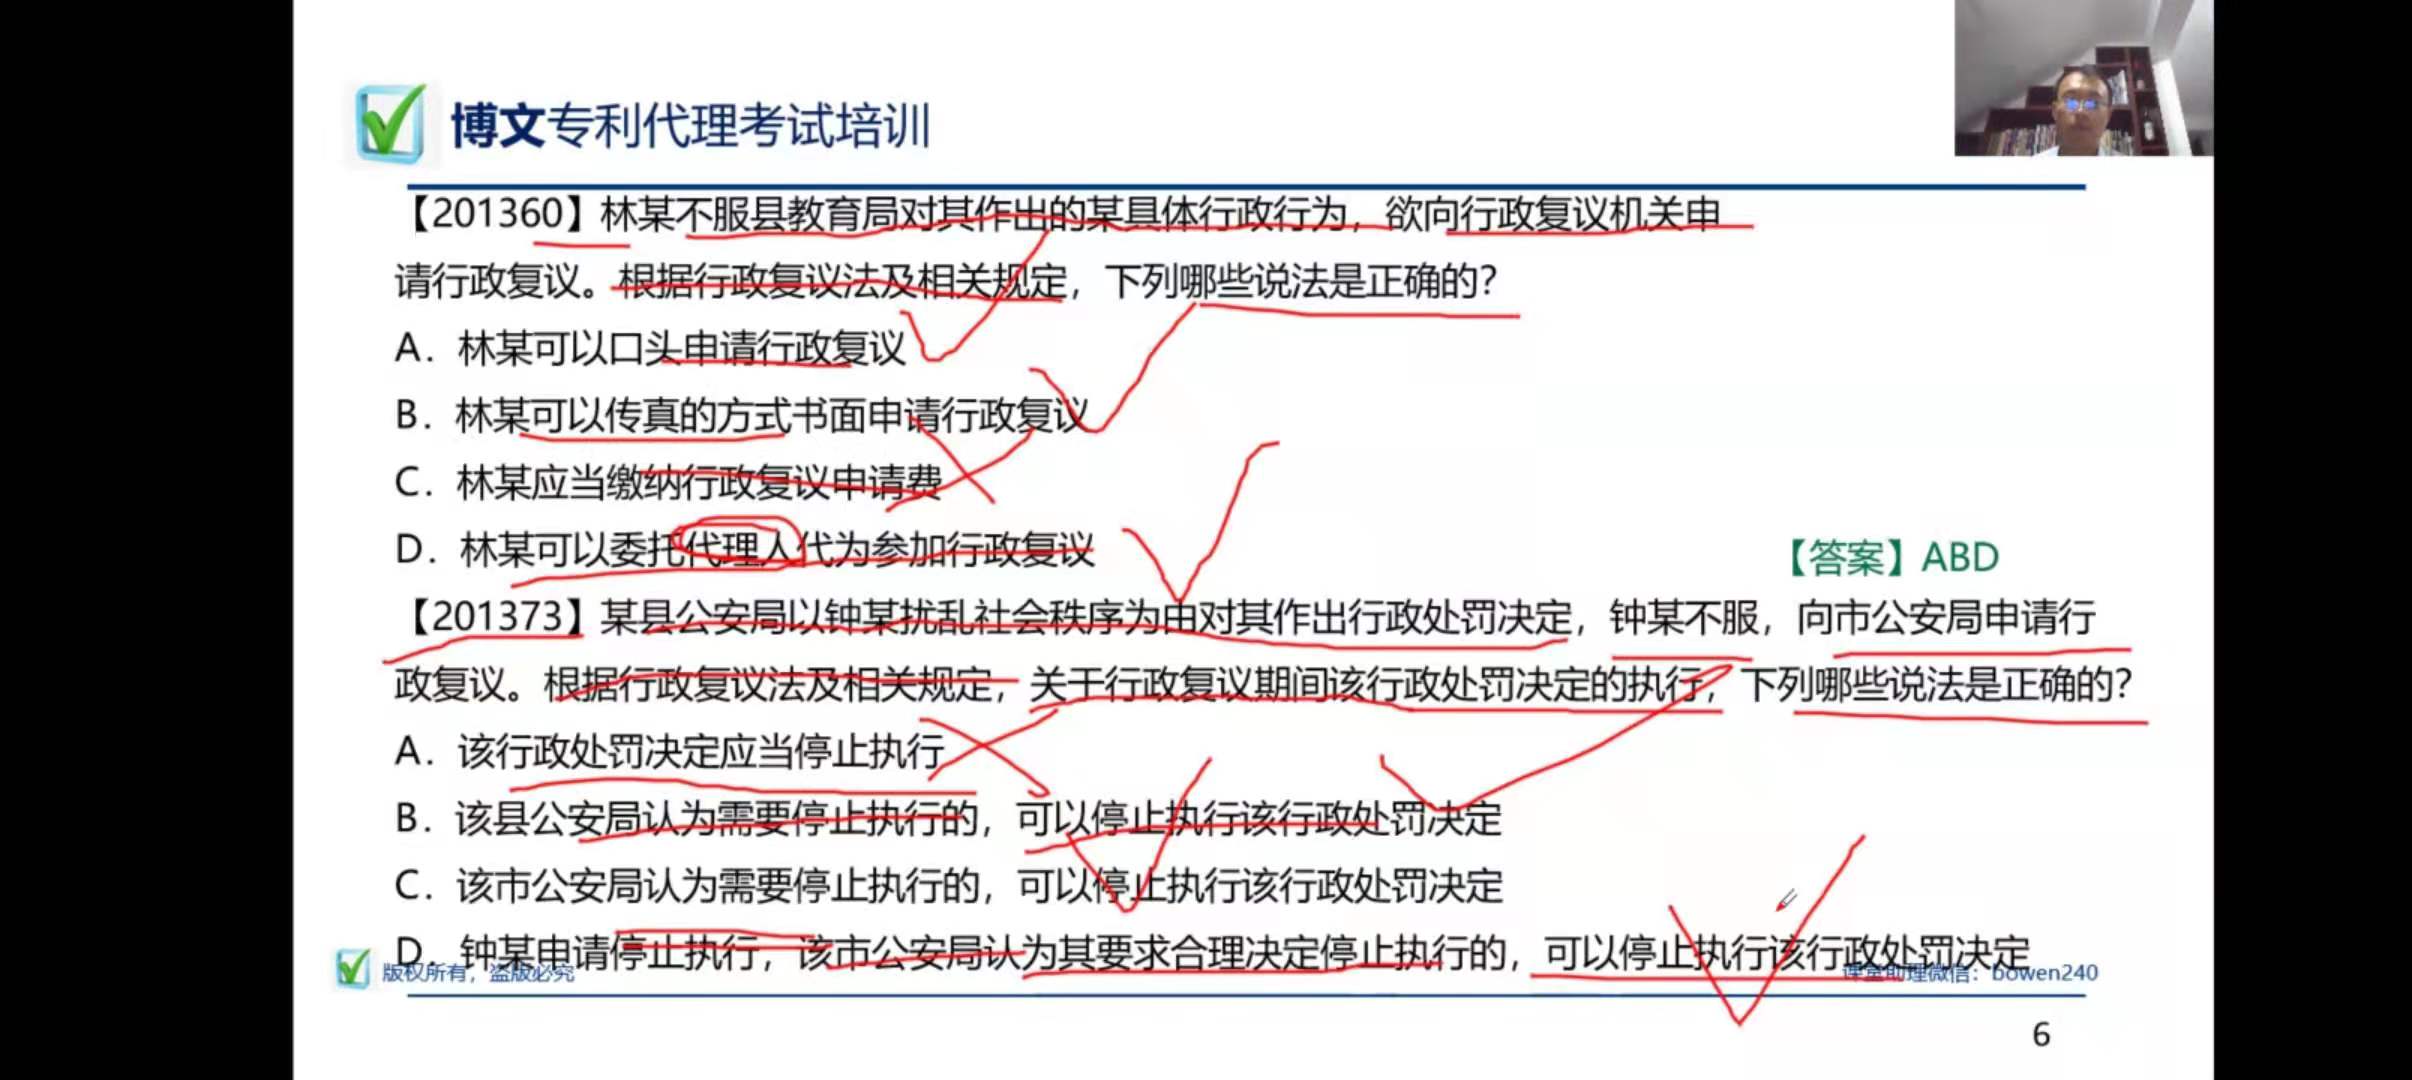 博文专利代理考试培训
【201360】林某不服县教育局对其作出的某具体行政行为，欲向行政复议机关申
请行政复议。根据行政复议法及相关规定，下列哪些说法是正确的?
A．林某可以口头申请行政复议
B．林某可以传真的方式书面申请行政复议
C．林某应当缴纳行政复议申请费
D．林某可以委托代理人代为参加行政复议
【答案】ABD
【201373】某县公安局以钟某扰乱社会秩序为由对其作出行政处罚决定，钟某不服，向市公安局申请行
政复议。根据行政复议法及相关规定，关于行政复议期间该行政处罚决定的执行，下列哪些说法是正确的?
A．该行政处罚决定应当停止执行
B．该县公安局认为需要停止执行的，可以停止执行该行政处罚决定
C．该市公安局认为需要停止执行的，可以停止执行该行政处罚决定
D．钟某申请停止执行，该市公安局认为其要求合理决定停止执行的，可以停止执行该行政处罚决定
版权所有，盗版必究
课堂助理微信：bowen240
6